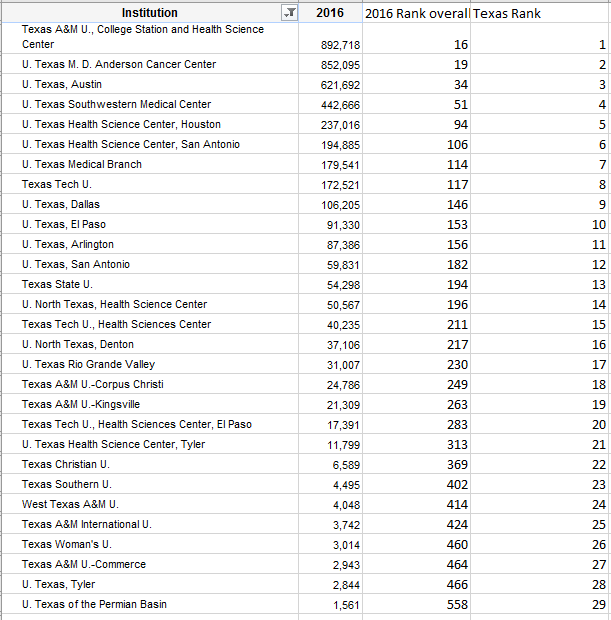 Institution 2016 2016 Rank overall Texas Rank
Texas A&M U., College Station and Health Science
Center 892,718 16 1
U. Texas M. D. Anderson Cancer Center 852,095 19 2
U. Texas, Austin 621,692 34 3
U. Texas Southwestern Medical Center 442,666 51 4
U. Texas Health Science Center, Houston 237,016 94 5
U. Texas Health Science Center, San Antonio 194,885 106 6
U. Texas Medical Branch 179,541 114 7
Texas Tech U. 172,521 117 8
U. Texas, Dallas 106,205 146 9
U. Texas, El Paso 91,330 153 10
U. Texas, Arlington 87,386 156 11
U. Texas, San Antonio 59,831 182 12
Texas State U. 54,298 194 13
U. North Texas, Health Science Center 50,567 196 14
Texas Tech U., Health Sciences Center 40,235 211 15
U. North Texas, Denton 37,106 217 16
U. Texas Rio Grande Valley 31,007 230 17
Texas A&M U.-Corpus Christi 24,786 249 18
Texas A&M U.-Kingsville 21,309 263 19
Texas Tech U., Health Sciences Center, El Paso 17,391 283 20
U. Texas Health Science Center, Tyler 11,799 313 21
Texas Christian U. 6,589 369 22
Texas Southern U. 4,495 402 23
West Texas A&M U. 4,048 414 24
Texas A&M International U. 3,742 424 25
Texas Woman's U. 3,014 460 26
Texas A&M U.-Commerce 2,943 464 27
U. Texas, Tyler 2,844 466 28
U. Texas of the Permian Basin 1,561 558 29